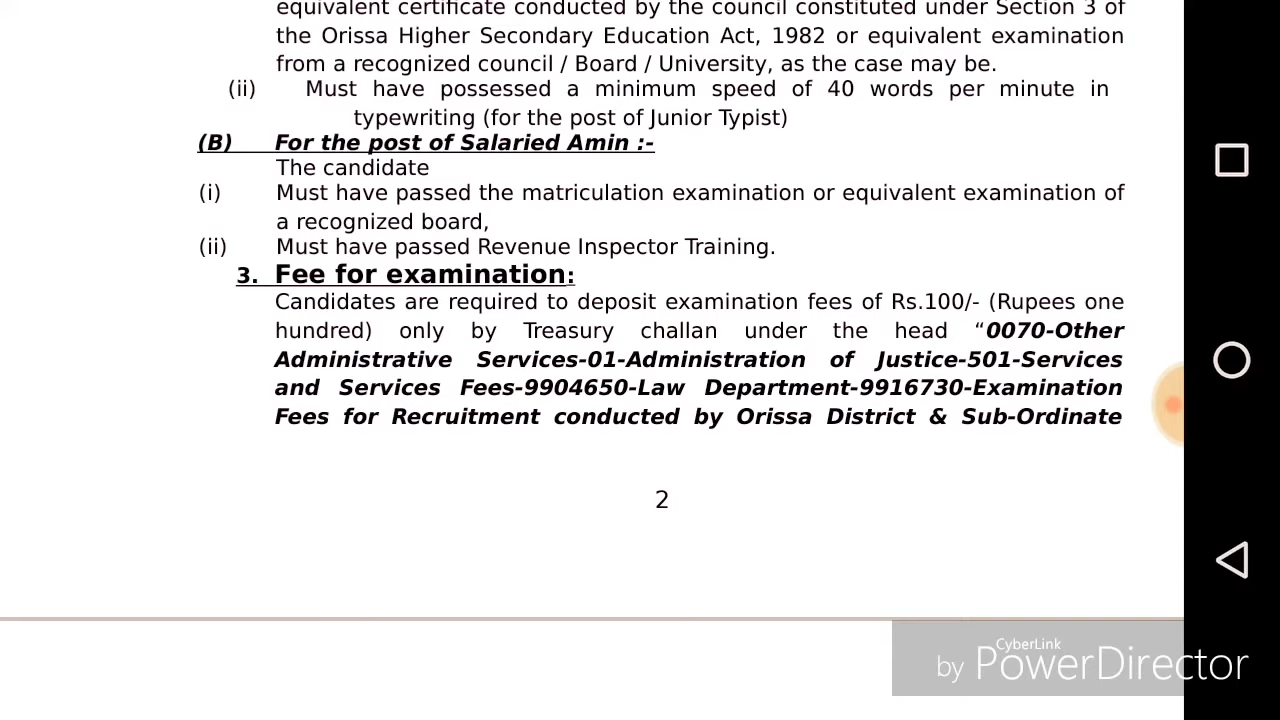 equivalent certificate conducted by the council constituted under Section 3 of
the Orissa Higher Secondary Education Act, 1982 or equivalent examination
from a recognized council / Board / University, as the case may be.
(ii) Must have possessed a minimum speed of 40 words per minute in
typewriting (for the post of Junior Typist)
(B) For the post of Salaried Amin :-
The candidate
(i) Must have passed the matriculation examination or equivalent examination of
a recognized board,
(ii) Must have passed Revenue Inspector Training.
3. Fee for examination:
Candidates are required to deposit examination fees of Rs.100/- (Rupees one
hundred) only by Treasury challan under the head “0070-Other
Administrative Services-01-Administration of Justice-501-Services
and Services Fees-9904650-Law Department-9916730-Examination
Fees for Recruitment conducted by Orissa District & Sub-Ordinate
2
CyberLink
by PowerDirector